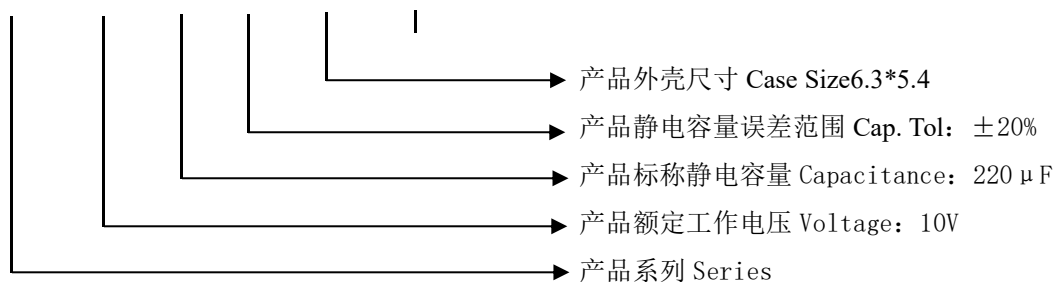 产品外壳尺寸 Case Size6.3*5.4
产品静电容量误差范围 Cap. Tol：±20%
产品标称静电容量 Capacitance：220μF
产品额定工作电压 Voltage：10V
产品系列 Series